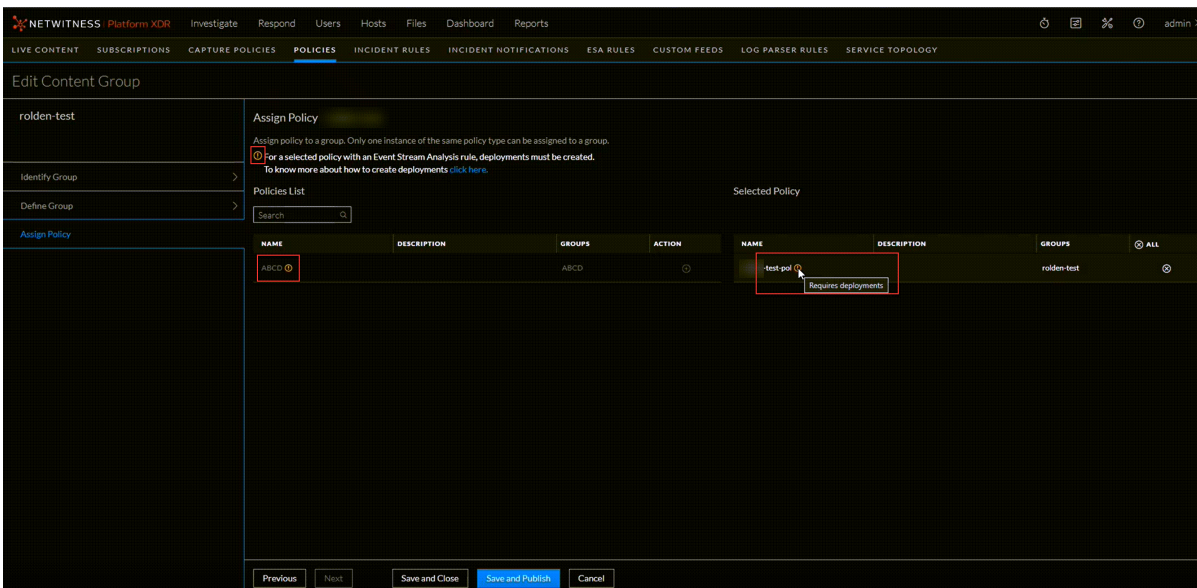 NETWITNESS Platform XDR Investigate Respond Users Hosts Files Dashboard Reports admin
LIVE CONTENT SUBSCRIPTIONS CAPTURE POLICIES POLICIES INCIDENT RULES INCIDENT NOTIFICATIONS ESA RULES CUSTOM FEEDS LOG PARSER RULES SERVICE TOPOLOGY
Edit Content Group
rolden-test
Identify Group
Define Group
Assign Policy
Assign Policy
Assign policy to a group. Only one instance of the same policy type can be assigned to a group.
For a selected policy with an Event Stream Analysis rule, deployments must be created.
To know more about how to create deployments click here.
Policies List
Search
NAME DESCRIPTION GROUPS ACTION
ABCD ABCD
Selected Policy
NAME DESCRIPTION GROUPS ALL
-test-pol rolden-test
Requires deployments
Previous Next Save and Close Save and Publish Cancel